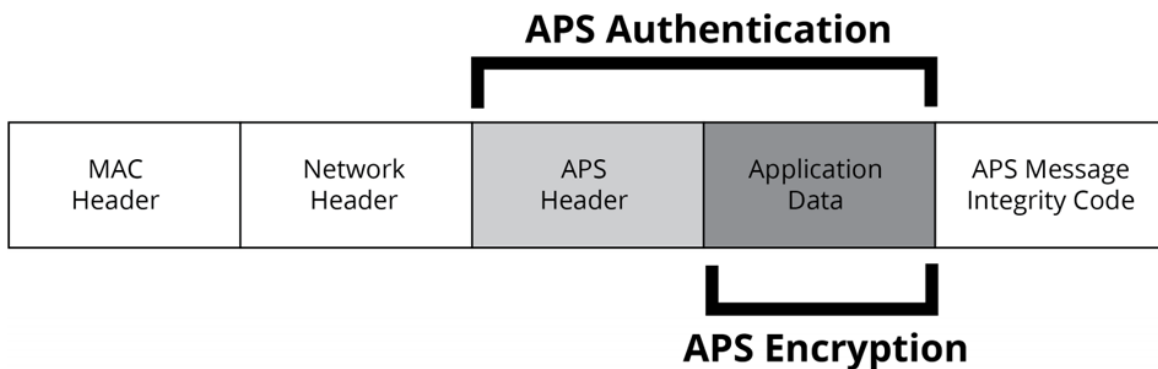 APS Authentication
MAC
Header
Network
Header
APS
Header
Application
Data
APS Message
Integrity Code
APS Encryption